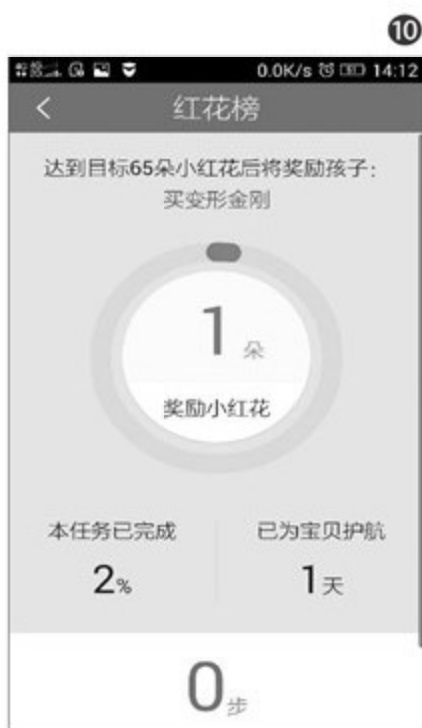 ❿
0.0K/s 14:12
< 红花榜
达到目标65朵小红花后将奖励孩子：
买变形金刚
1朵
奖励小红花
本任务已完成 已为宝贝护航
2% 1天
0步